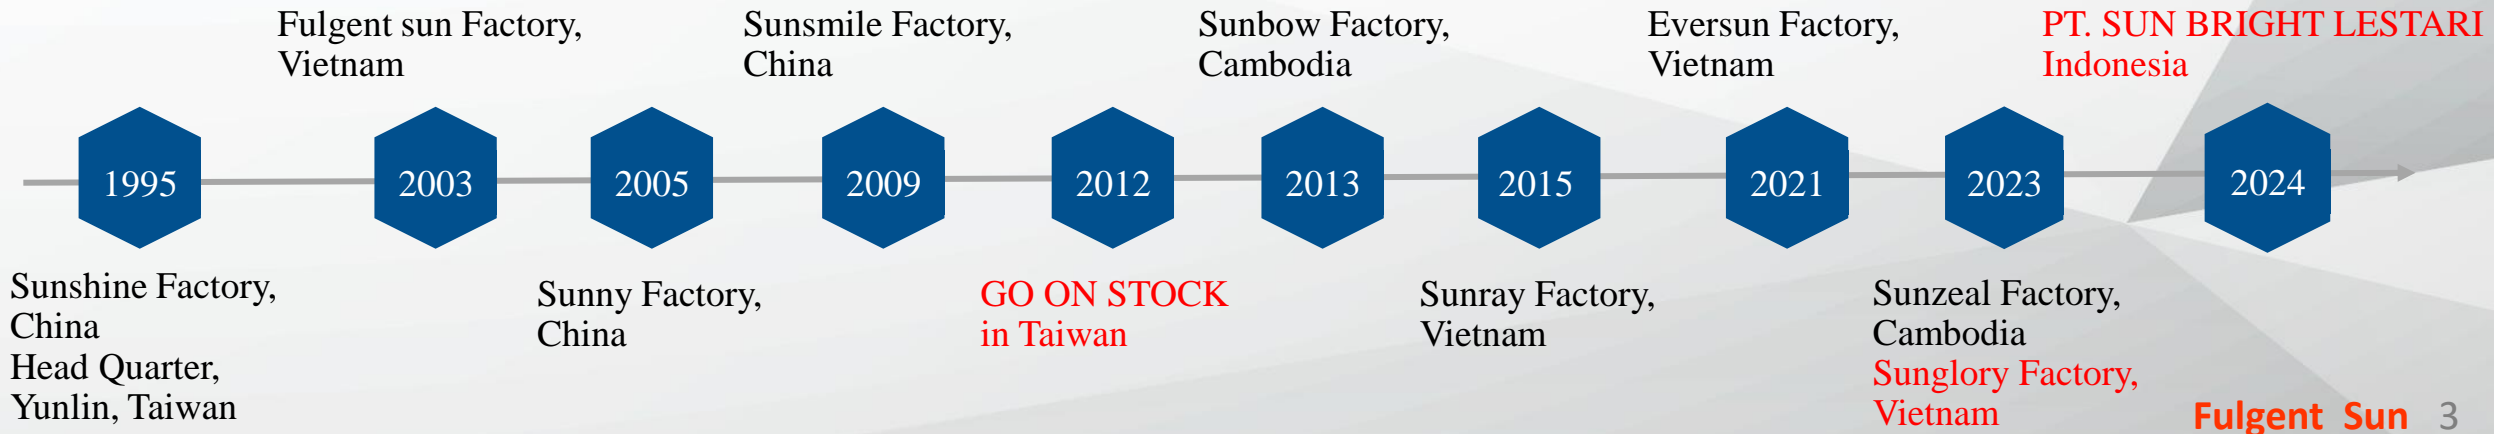 Fulgent sun Factory,
Vietnam
Sunsmile Factory,
China
Sunbow Factory,
Cambodia
Eversun Factory,
Vietnam
PT. SUN BRIGHT LESTARI
Indonesia
1995
2003
2005
2009
2012
2013
2015
2021
2023
2024
Sunshine Factory,
China
Head Quarter,
Yunlin, Taiwan
Sunny Factory,
China
GO ON STOCK
in Taiwan
Sunray Factory,
Vietnam
Sunzeal Factory,
Cambodia
Sunglory Factory,
Vietnam
Fulgent Sun 3